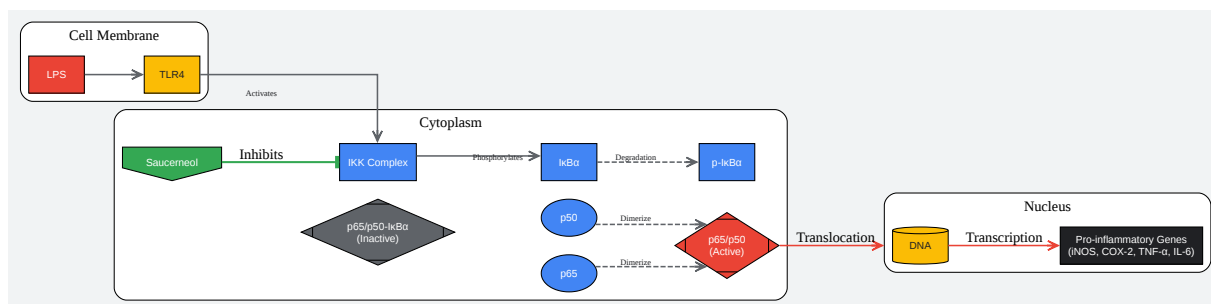 Cell Membrane
LPS
TLR4
Activates
Cytoplasm
Saucerneol
Inhibits
IKK Complex
Phosphorylates
IκBα
Degradation
p-IκBα
p65/p50-IκBα
(Inactive)
p50
Dimerize
p65
Dimerize
p65/p50
(Active)
Translocation
Nucleus
DNA
Transcription
Pro-inflammatory Genes
(iNOS, COX-2, TNF-α, IL-6)